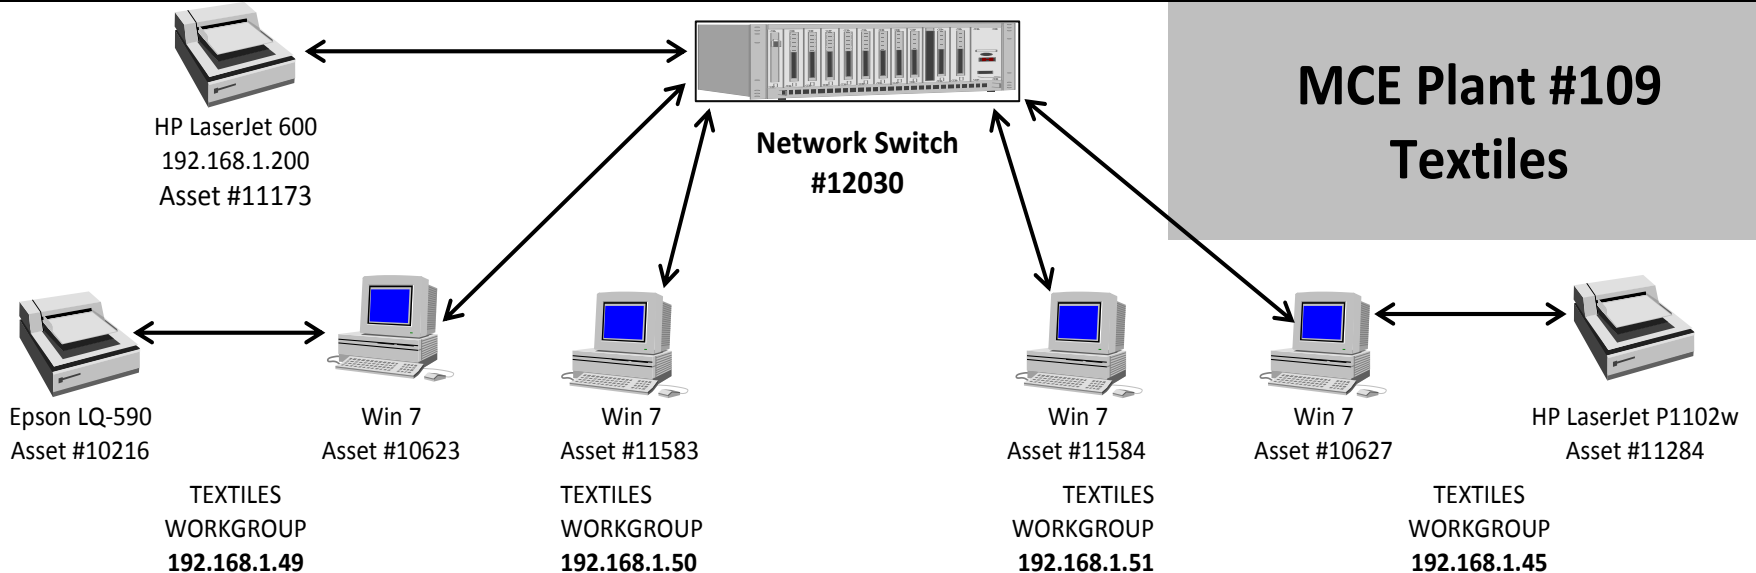 MCE Plant #109
Textiles
HP LaserJet 600
192.168.1.200
Asset #11173
Network Switch
#12030
Epson LQ-590
Asset #10216
Win 7
Asset #10623
Win 7
Asset #11583
Win 7
Asset #11584
Win 7
Asset #10627
HP LaserJet P1102w
Asset #11284
TEXTILES
WORKGROUP
192.168.1.49
TEXTILES
WORKGROUP
192.168.1.50
TEXTILES
WORKGROUP
192.168.1.51
TEXTILES
WORKGROUP
192.168.1.45